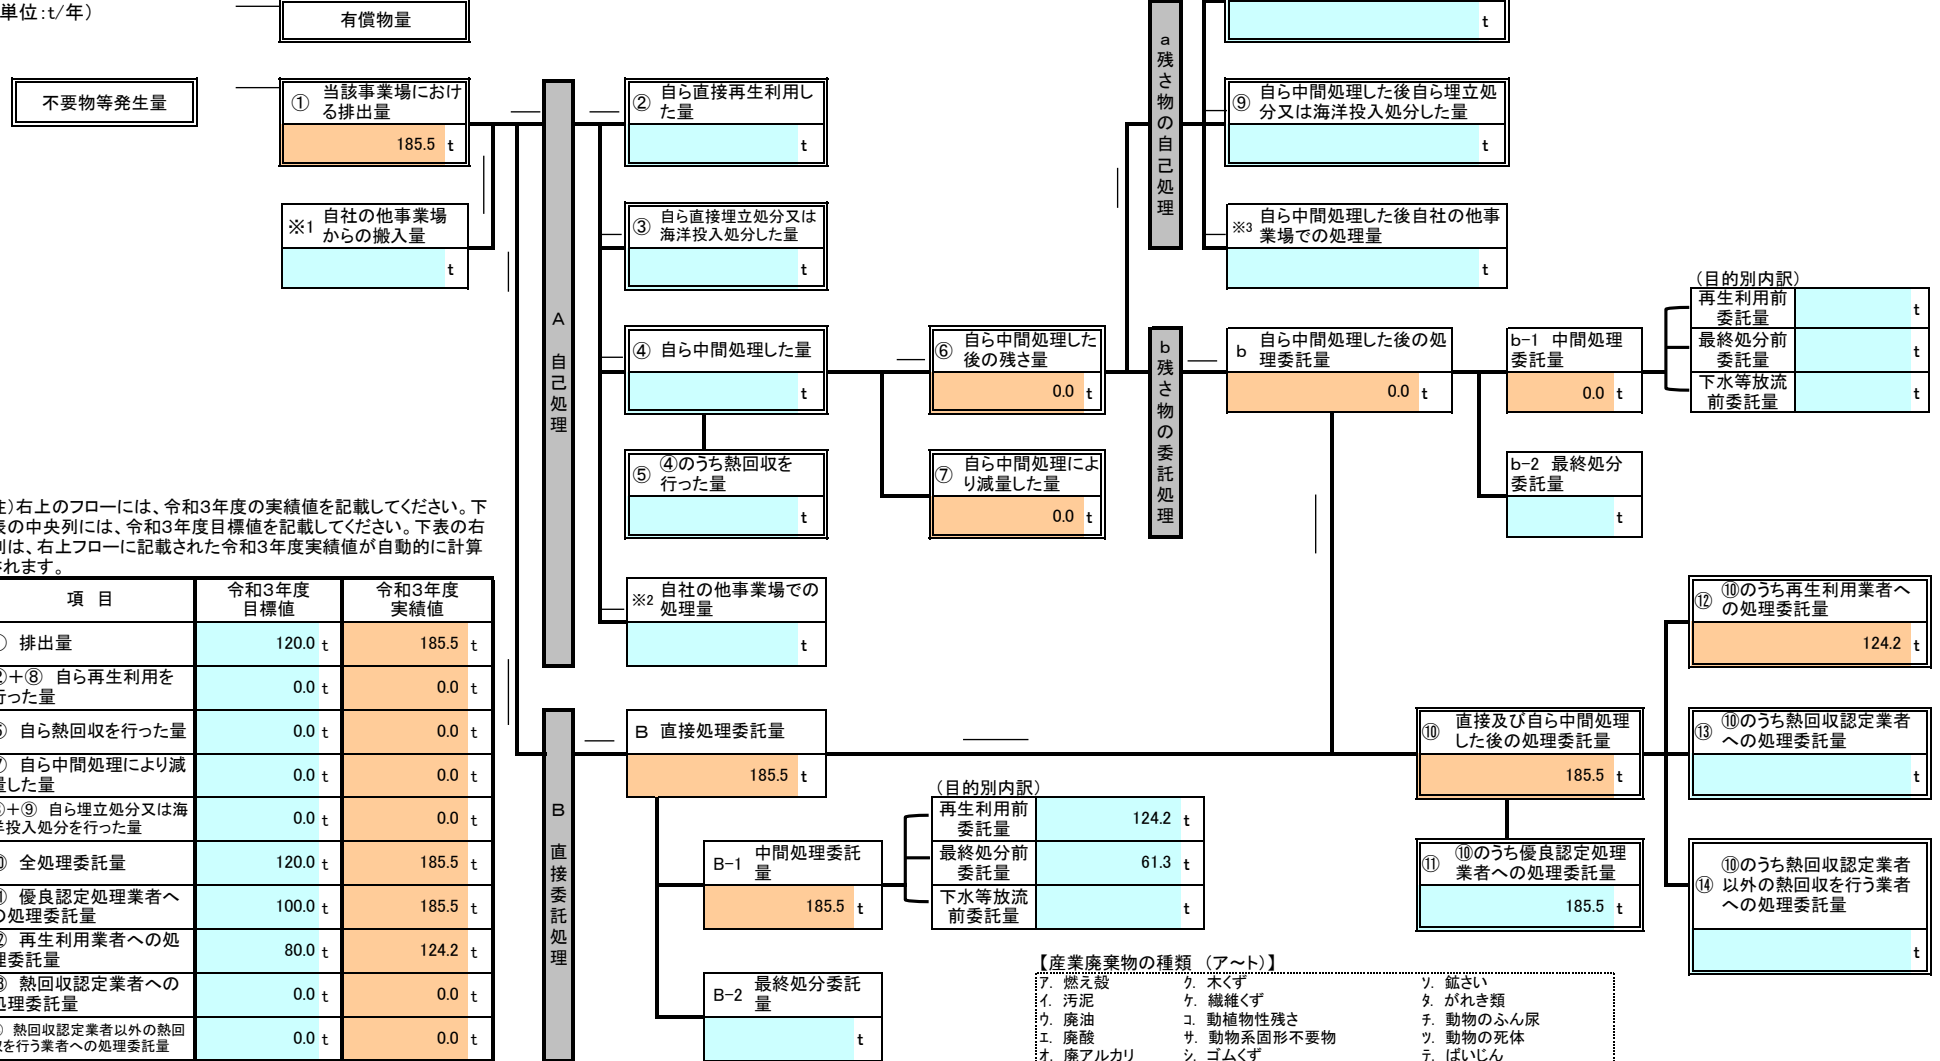 単位:t/年)
有償物量
不要物等発生量
① 当該事業場におけ
る排出量
185.5 t
※1 自社の他事業場
からの搬入量
t
A
自己処理
② 自ら直接再生利用し
た量
t
③ 自ら直接埋立処分又は
海洋投入処分した量
t
④ 自ら中間処理した量
t
⑤ ④のうち熱回収を
行った量
t
※2 自社の他事業場での
処理量
t
⑥ 自ら中間処理した
後の残さ量
0.0 t
⑦ 自ら中間処理によ
り減量した量
0.0 t
a
残さ物の自己処理
t
⑨ 自ら中間処理した後自ら埋立処
分又は海洋投入処分した量
t
※3 自ら中間処理した後自社の他事
業場での処理量
t
b
残さ物の委託処理
b 自ら中間処理した後の処
理委託量
0.0 t
b-1 中間処理
委託量
0.0 t
b-2 最終処分
委託量
t
(目的別内訳)
再生利用前
委託量
t
最終処分前
委託量
t
下水等放流
前委託量
t
)右上のフローには、令和3年度の実績値を記載してください。下
の中央列には、令和3年度目標値を記載してください。下表の右
は、右上フローに記載された令和3年度実績値が自動的に計算
れます。
項 目
令和3年度
目標値
令和3年度
実績値
排出量
120.0 t
185.5 t
+⑧ 自ら再生利用を
った量
0.0 t
0.0 t
自ら熱回収を行った量
0.0 t
0.0 t
自ら中間処理により減
した量
0.0 t
0.0 t
+⑨ 自ら埋立処分又は海
投入処分を行った量
0.0 t
0.0 t
全処理委託量
120.0 t
185.5 t
優良認定処理業者へ
の処理委託量
100.0 t
185.5 t
再生利用業者への処
理委託量
80.0 t
124.2 t
熱回収認定業者への
処理委託量
0.0 t
0.0 t
熱回収認定業者以外の熱回
収を行う業者への処理委託量
0.0 t
0.0 t
B
直接委託処理
B 直接処理委託量
185.5 t
B-1 中間処理委託
量
185.5 t
B-2 最終処分委託
量
t
(目的別内訳)
再生利用前
委託量
124.2 t
最終処分前
委託量
61.3 t
下水等放流
前委託量
t
⑩ 直接及び自ら中間処理
した後の処理委託量
185.5 t
⑪ ⑩のうち優良認定処理
業者への処理委託量
185.5 t
⑫ ⑩のうち再生利用業者へ
の処理委託量
124.2 t
⑬ ⑩のうち熱回収認定業者
への処理委託量
t
⑭ ⑩のうち熱回収認定業者
以外の熱回収を行う業者
への処理委託量
t
【産業廃棄物の種類 (ア~ト)】
ア. 燃え殻 ク. 木くず ソ. 鉱さい
イ. 汚泥 ケ. 繊維くず タ. がれき類
ウ. 廃油 コ. 動植物性残さ チ. 動物のふん尿
エ. 廃酸 サ. 動物系固形不要物 ツ. 動物の死体
オ. 廃アルカリ シ. ゴムくず テ. ばいじん